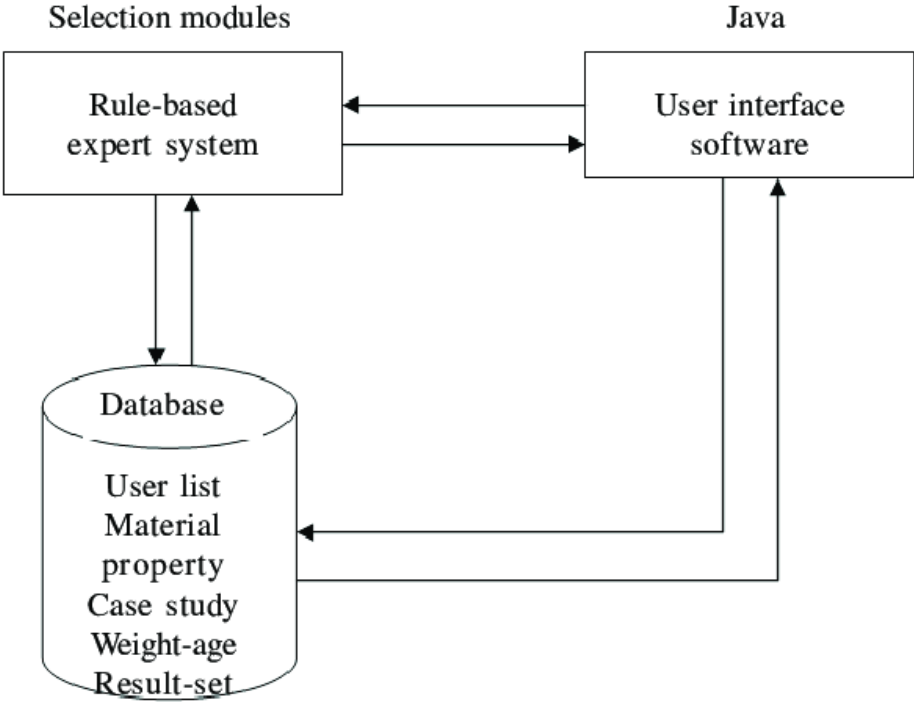 Selection modules
Java
Rule-based
expert system
User interface
software
Database
User list
Material
property
Case study
Weight-age
Result-set